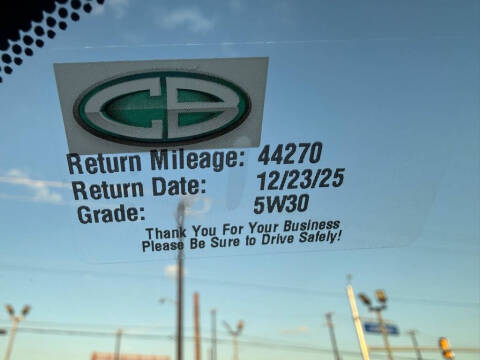 CB
Return Mileage: 44270
Return Date: 12/23/25
Grade: 5W30
Thank You For Your Business
Please Be Sure to Drive Safely!